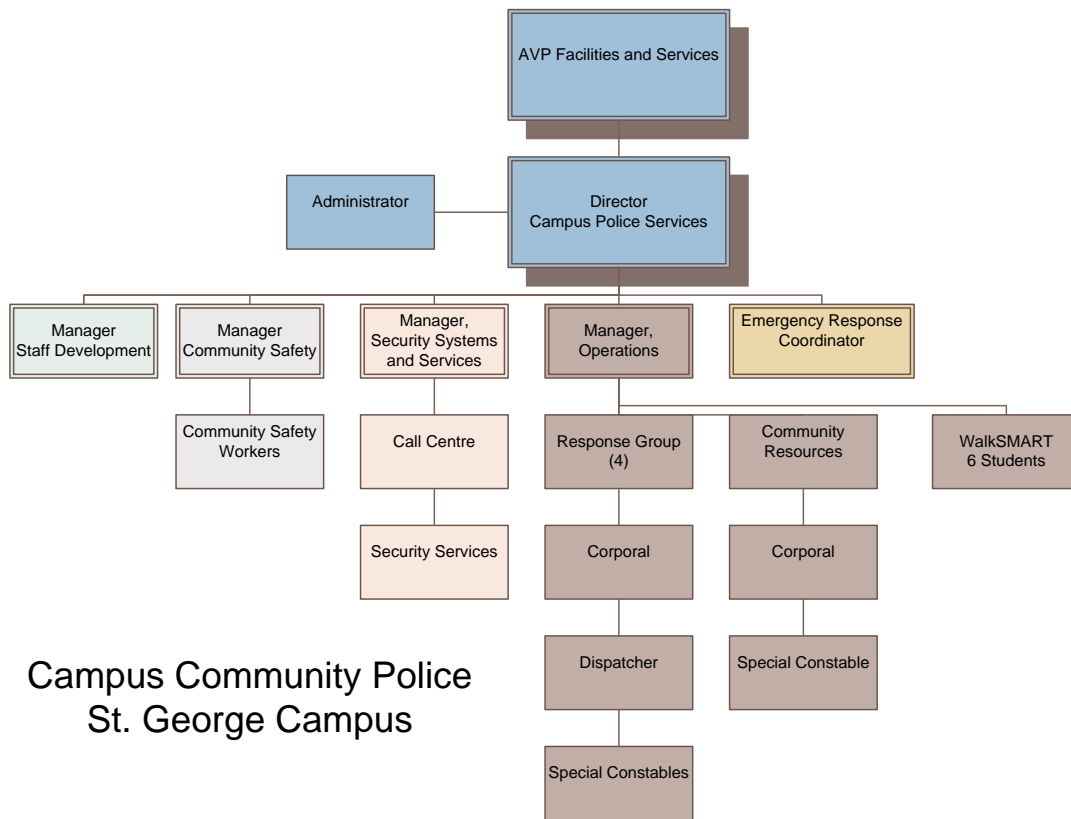 AVP Facilities and Services
Administrator
Director
Campus Police Services
Manager
Staff Development
Manager
Community Safety
Manager,
Security Systems
and Services
Manager,
Operations
Emergency Response
Coordinator
Community Safety
Workers
Call Centre
Response Group
(4)
Community
Resources
WalkSMART
6 Students
Security Services
Corporal
Corporal
Dispatcher
Special Constable
Special Constables
Campus Community Police
St. George Campus